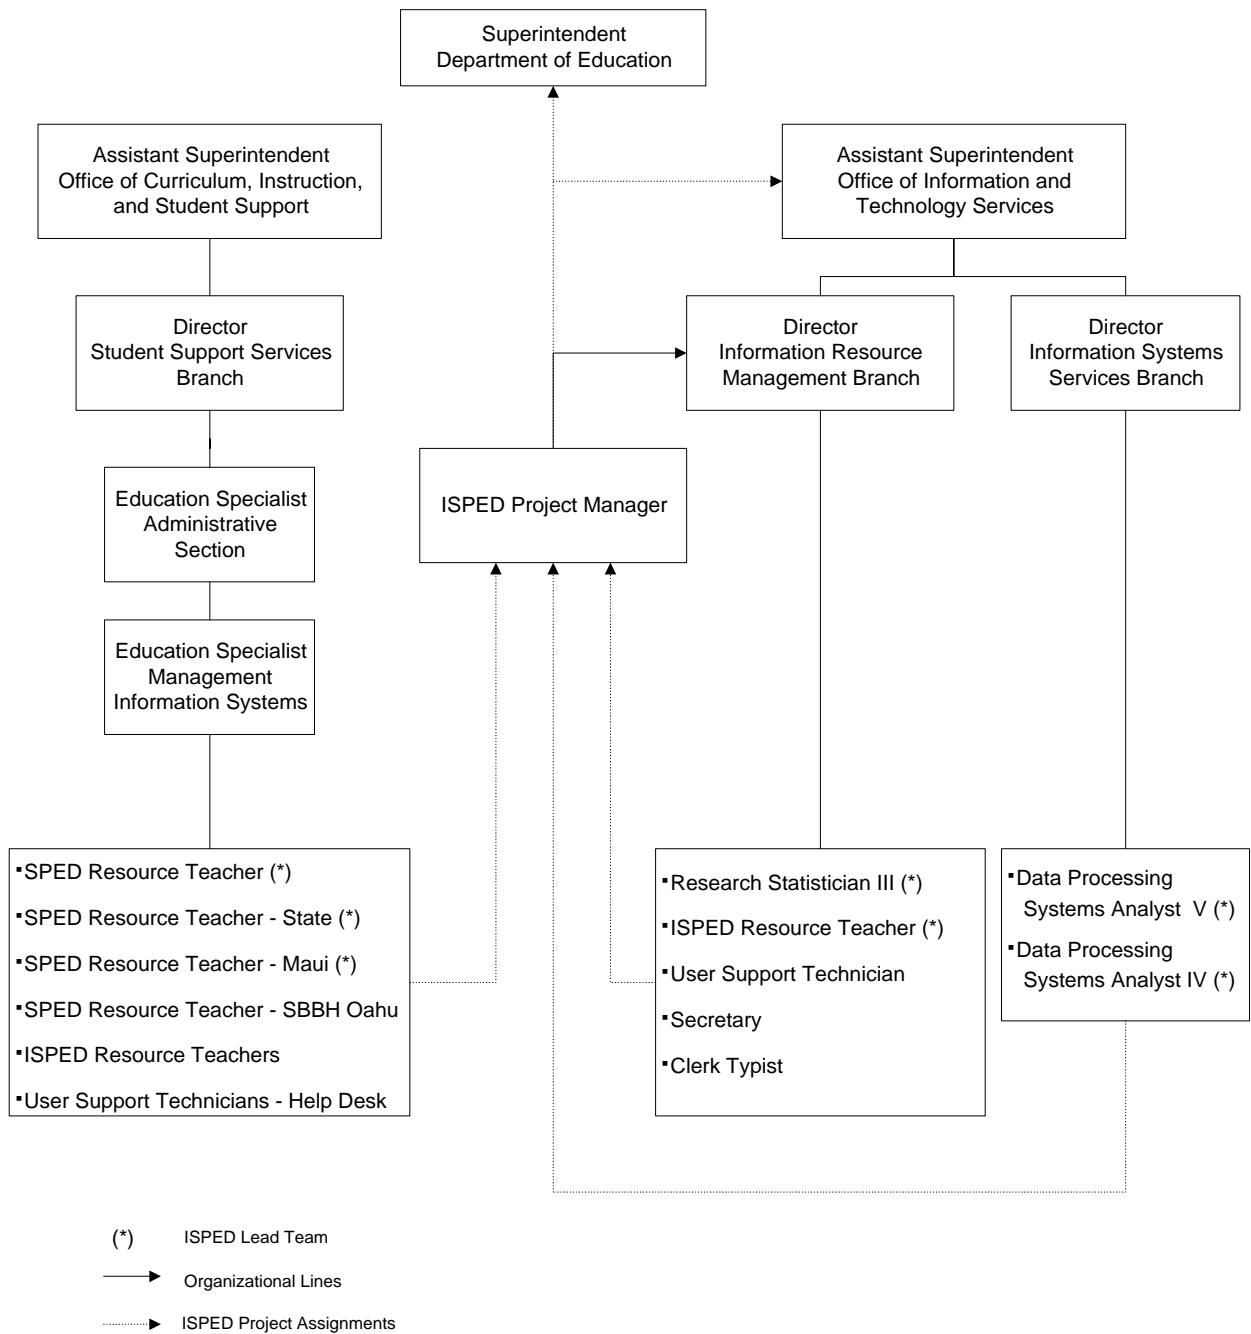 Superintendent
Department of Education
Assistant Superintendent
Office of Curriculum, Instruction,
and Student Support
Assistant Superintendent
Office of Information and
Technology Services
Director
Student Support Services
Branch
Director
Information Resource
Management Branch
Director
Information Systems
Services Branch
Education Specialist
Administrative
Section
ISPED Project Manager
Education Specialist
Management
Information Systems
▪SPED Resource Teacher (*)
▪SPED Resource Teacher - State (*)
▪SPED Resource Teacher - Maui (*)
▪SPED Resource Teacher - SBBH Oahu
▪ISPED Resource Teachers
▪User Support Technicians - Help Desk
▪Research Statistician III (*)
▪ISPED Resource Teacher (*)
▪User Support Technician
▪Secretary
▪Clerk Typist
▪Data Processing
Systems Analyst V (*)
▪Data Processing
Systems Analyst IV (*)
(*) ISPED Lead Team
Organizational Lines
ISPED Project Assignments